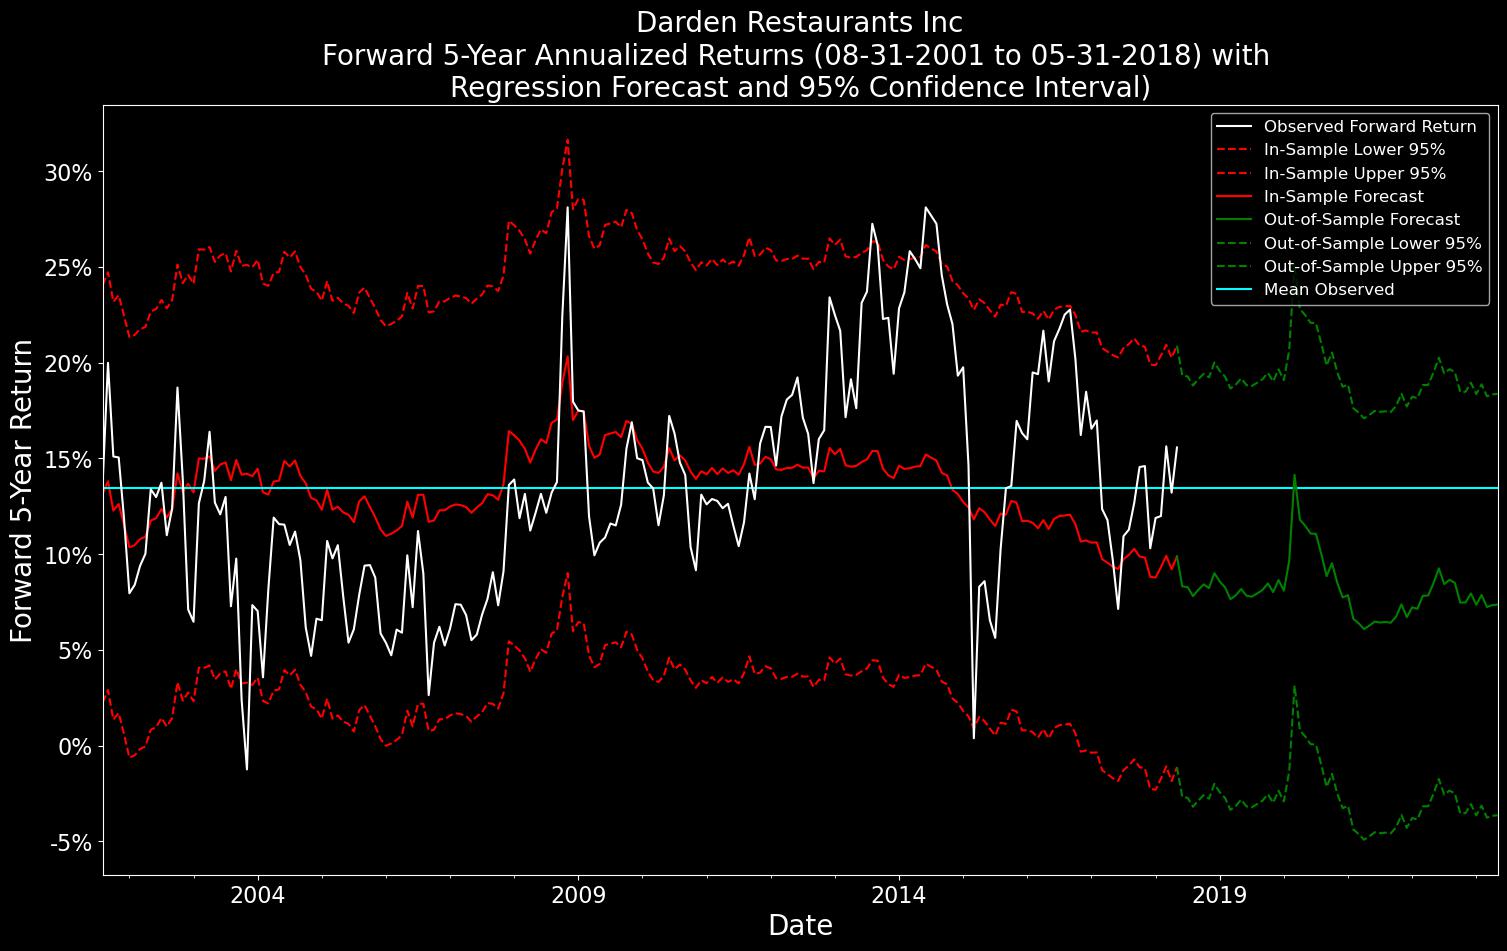 Darden Restaurants Inc
Forward 5-Year Annualized Returns (08-31-2001 to 05-31-2018) with
Regression Forecast and 95% Confidence Interval)
Observed Forward Return
In-Sample Lower 95%
In-Sample Upper 95%
In-Sample Forecast
Out-of-Sample Forecast
Out-of-Sample Lower 95%
Out-of-Sample Upper 95%
Mean Observed
Forward 5-Year Return
30%
25%
20%
15%
10%
5%
0%
-5%
2004
2009
2014
2019
Date